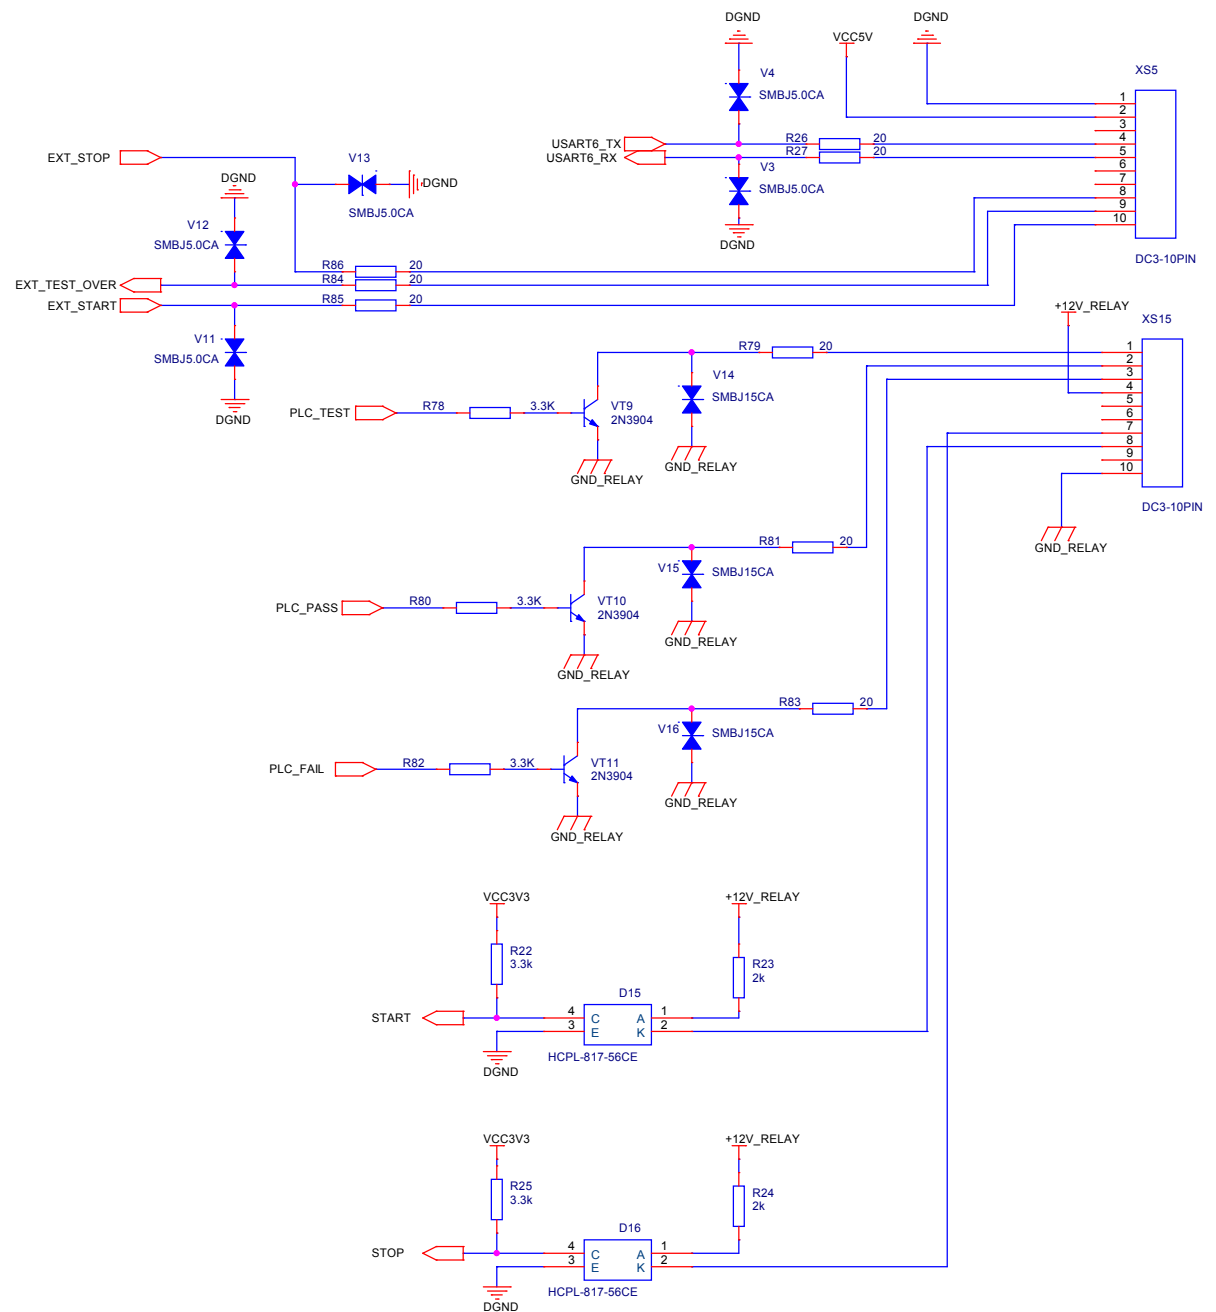 DGND
DGND
VCC5V
XS5
V4
SMBJ5.0CA
1
2
3
4
5
6
7
8
9
10
DC3-10PIN
USART6_TX
R26
20
USART6_RX
R27
20
V3
SMBJ5.0CA
DGND
EXT_STOP
V13
DGND
SMBJ5.0CA
DGND
V12
SMBJ5.0CA
R86
20
EXT_TEST_OVER
R84
20
EXT_START
R85
20
V11
SMBJ5.0CA
DGND
+12V_RELAY
XS15
1
2
3
4
5
6
7
8
9
10
DC3-10PIN
GND_RELAY
R79
20
V14
SMBJ15CA
PLC_TEST
R78
3.3K
VT9
2N3904
GND_RELAY
GND_RELAY
R81
20
V15
SMBJ15CA
PLC_PASS
R80
3.3K
VT10
2N3904
GND_RELAY
GND_RELAY
R83
20
V16
SMBJ15CA
PLC_FAIL
R82
3.3K
VT11
2N3904
GND_RELAY
GND_RELAY
VCC3V3
+12V_RELAY
R22
3.3k
R23
2k
D15
START
4
C
A
1
3
E
K
2
HCPL-817-56CE
DGND
VCC3V3
+12V_RELAY
R25
3.3k
R24
2k
D16
STOP
4
C
A
1
3
E
K
2
HCPL-817-56CE
DGND